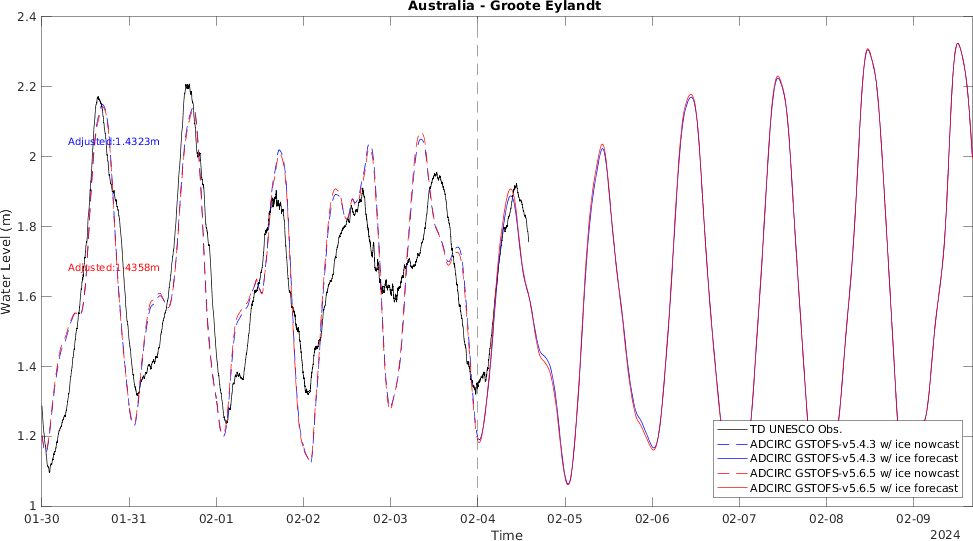 Australia - Groote Eylandt
2.4
2.2
2
1.8
1.6
1.4
1.2
1
Water Level (m)
Adjusted:1.4323m
Adjusted:1.4358m
TD UNESCO Obs.
ADCIRC GSTOFS-v5.4.3 w/ ice nowcast
ADCIRC GSTOFS-v5.4.3 w/ ice forecast
ADCIRC GSTOFS-v5.6.5 w/ ice nowcast
ADCIRC GSTOFS-v5.6.5 w/ ice forecast
01-30 01-31 02-01 02-02 02-03 02-04 02-05 02-06 02-07 02-08 02-09
Time
2024